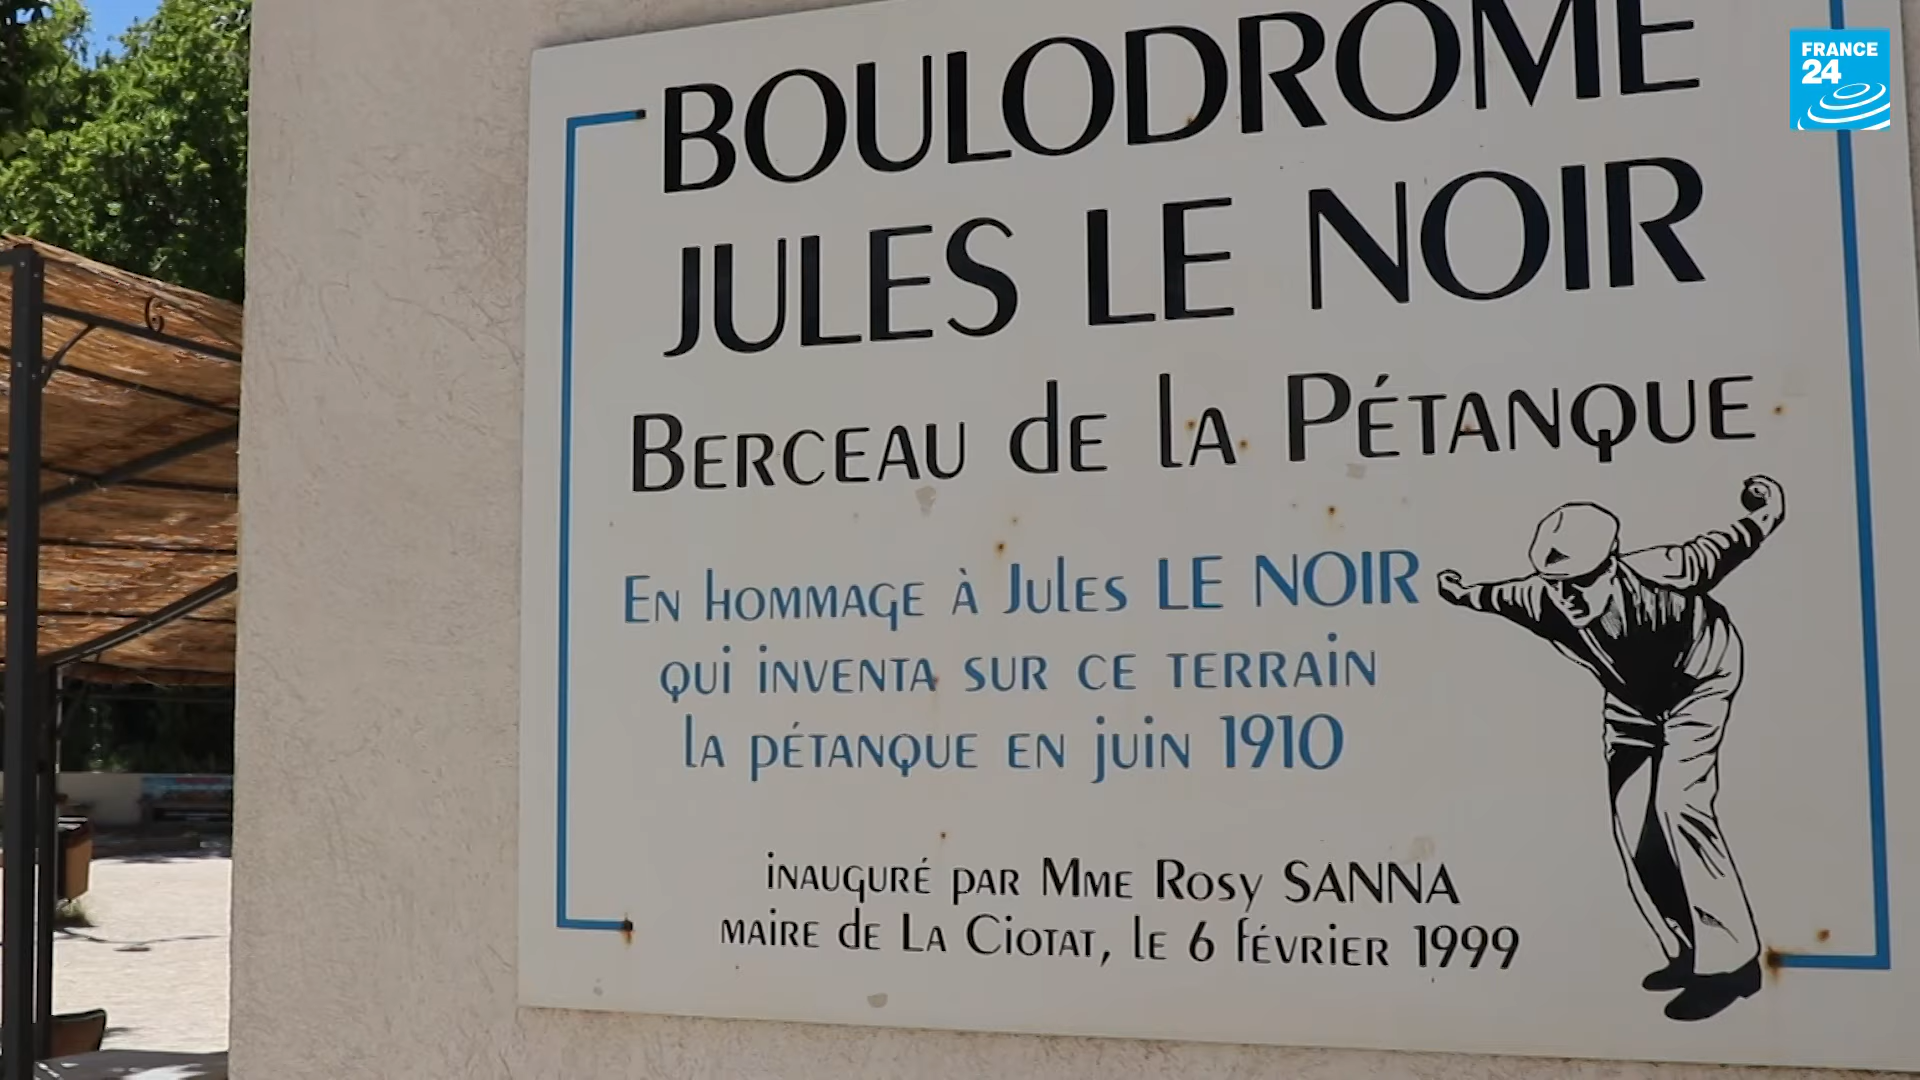 BOULODROME
JULES LE NOIR
BERCEAU de la PÉTANQUE
EN HOMMAGE À Jules LE NOIR
QUI INVENTA SUR CE TERRAIN
LA PÉTANQUE EN JUIN 1910
INAUGURÉ PAR MME ROSY SANNA
MAIRE de LA CIOTAT, LE 6 FÉVRIER 1999
FRANCE
24